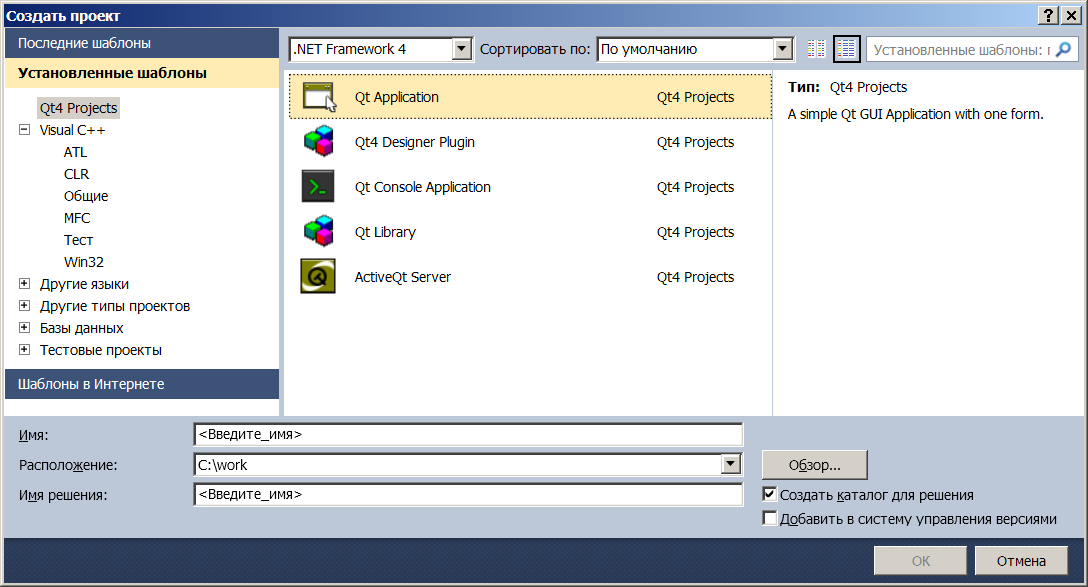 Создать проект
Последние шаблоны
Установленные шаблоны
Qt4 Projects
Visual C++
ATL
CLR
Общие
MFC
Тест
Win32
Другие языки
Другие типы проектов
Базы данных
Тестовые проекты
Шаблоны в Интернете
.NET Framework 4 Сортировать по: По умолчанию
Установленные шаблоны:
Qt Application Qt4 Projects
Qt4 Designer Plugin Qt4 Projects
Qt Console Application Qt4 Projects
Qt Library Qt4 Projects
ActiveQt Server Qt4 Projects
Тип: Qt4 Projects
A simple Qt GUI Application with one form.
Имя: <Введите_имя>
Расположение: C:\work Обзор...
Имя решения: <Введите_имя> Создать каталог для решения
Добавить в систему управления версиями
OK Отмена